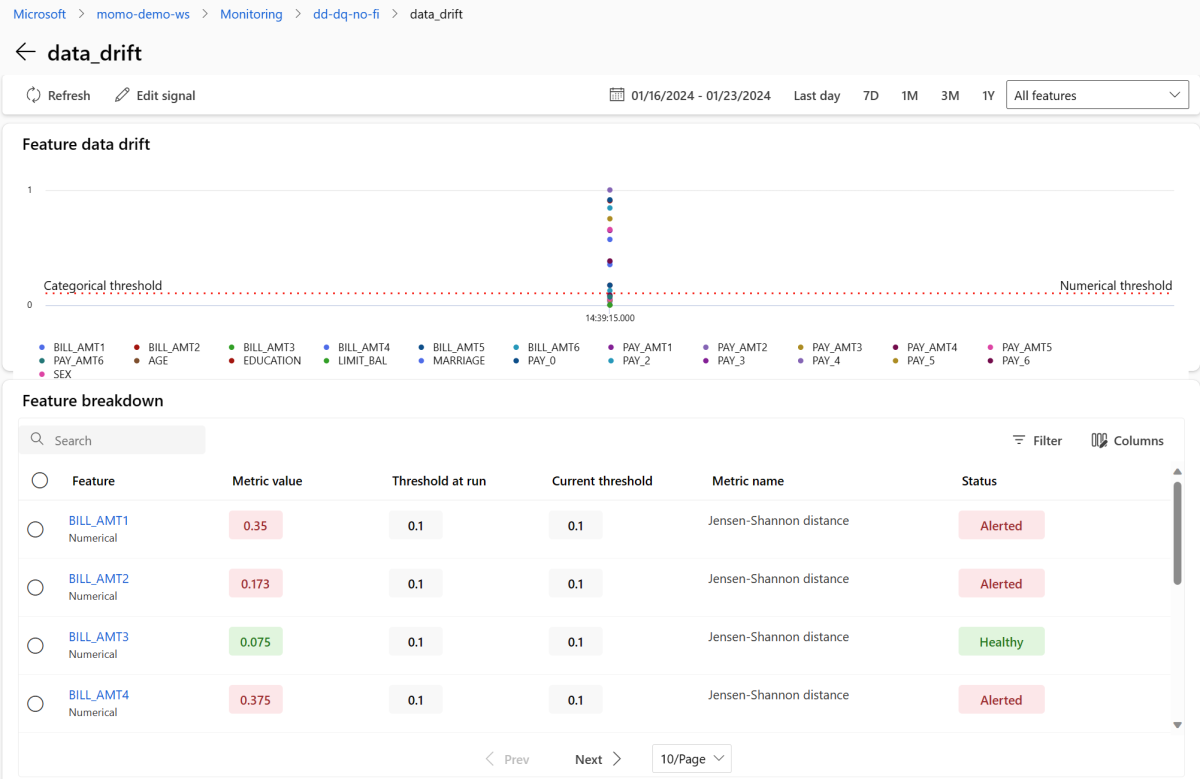 Microsoft > momo-demo-ws > Monitoring > dd-dq-no-fi > data_drift
data_drift
Refresh Edit signal 01/16/2024 - 01/23/2024 Last day 7D 1M 3M 1Y All features
Feature data drift
1
Categorical threshold Numerical threshold
0
14:39:15.000
BILL_AMT1 BILL_AMT2 BILL_AMT3 BILL_AMT4 BILL_AMT5 BILL_AMT6 PAY_AMT1 PAY_AMT2 PAY_AMT3 PAY_AMT4 PAY_AMT5
PAY_AMT6 AGE EDUCATION LIMIT_BAL MARRIAGE PAY_0 PAY_2 PAY_3 PAY_4 PAY_5 PAY_6
SEX
Feature breakdown
Search Filter Columns
Feature Metric value Threshold at run Current threshold Metric name Status
BILL_AMT1 0.35 0.1 0.1 Jensen-Shannon distance Alerted
Numerical
BILL_AMT2 0.173 0.1 0.1 Jensen-Shannon distance Alerted
Numerical
BILL_AMT3 0.075 0.1 0.1 Jensen-Shannon distance Healthy
Numerical
BILL_AMT4 0.375 0.1 0.1 Jensen-Shannon distance Alerted
Numerical
Prev Next 10/Page